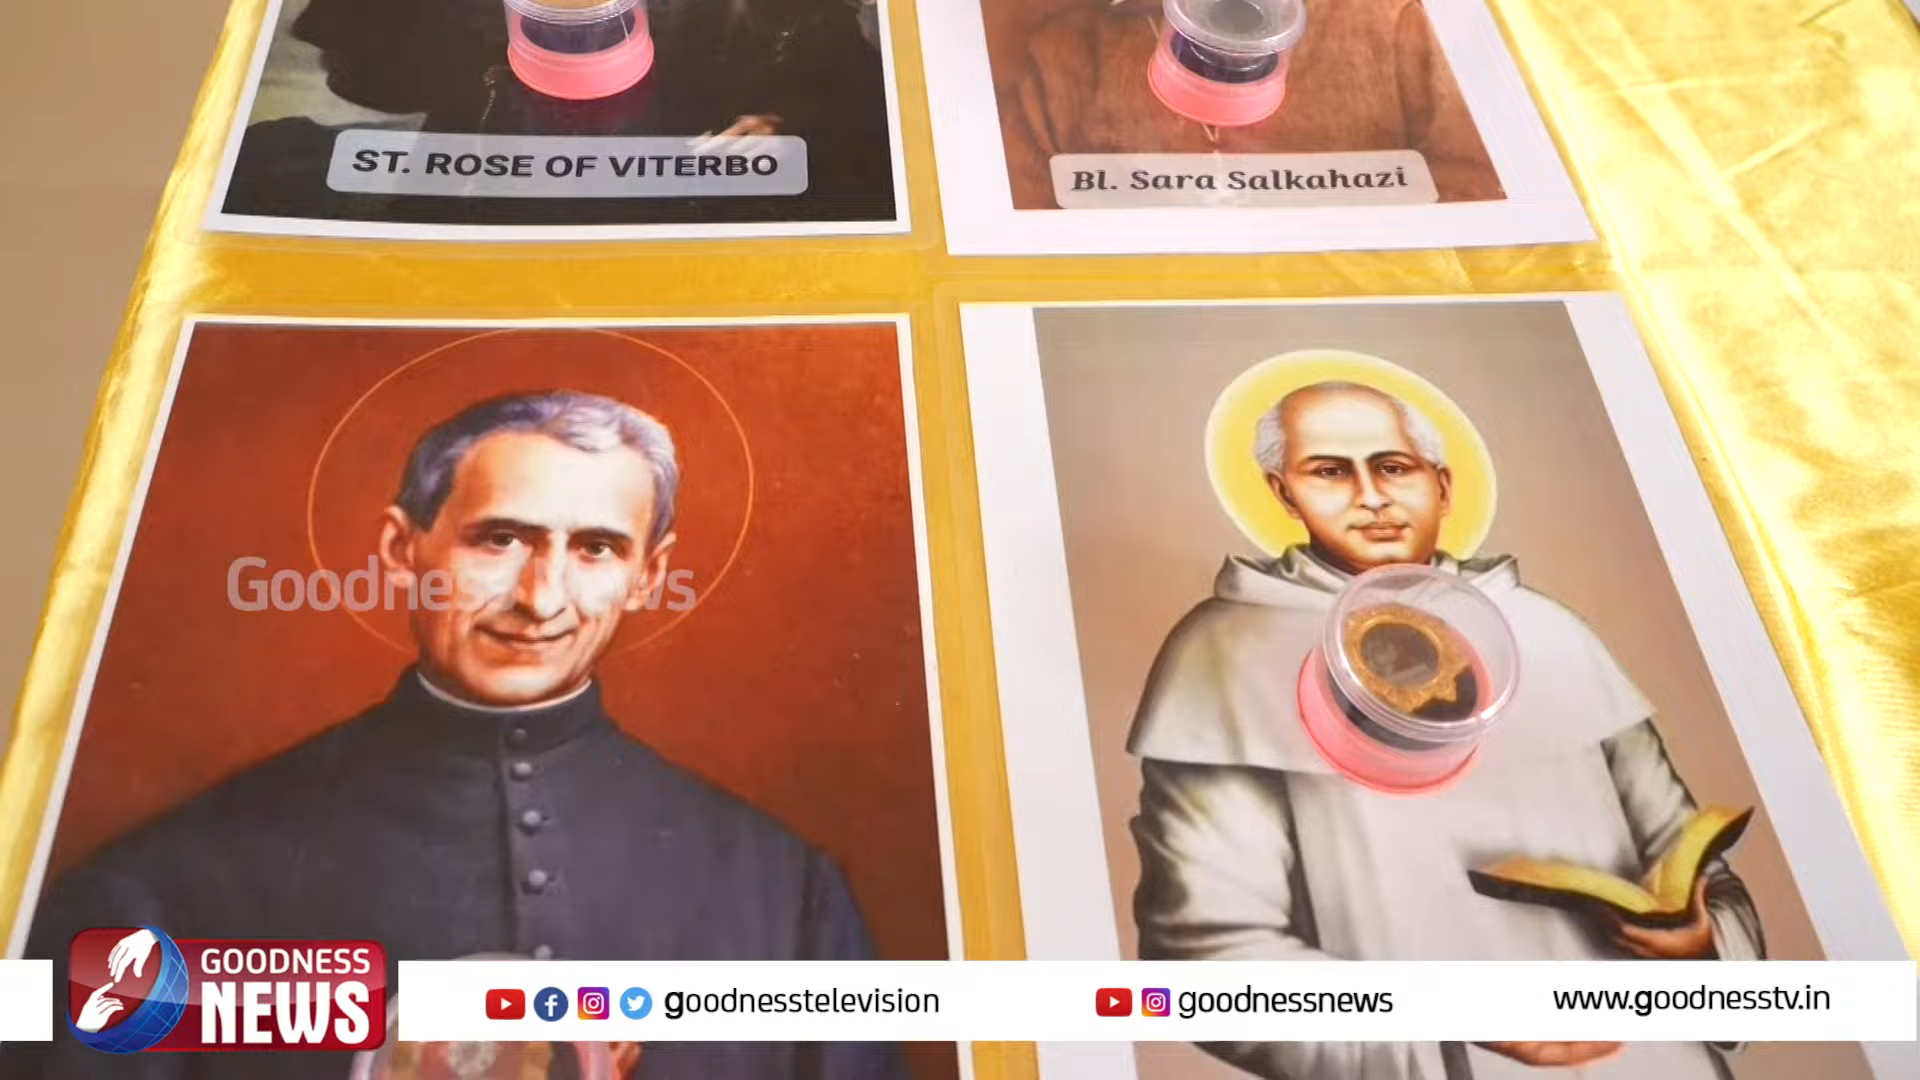 ST. ROSE OF VITERBO
Bl. Sara Salkahazi
Goodness News
GOODNESS
NEWS
goodnesstelevision
goodnessnews
www.goodnesstv.in